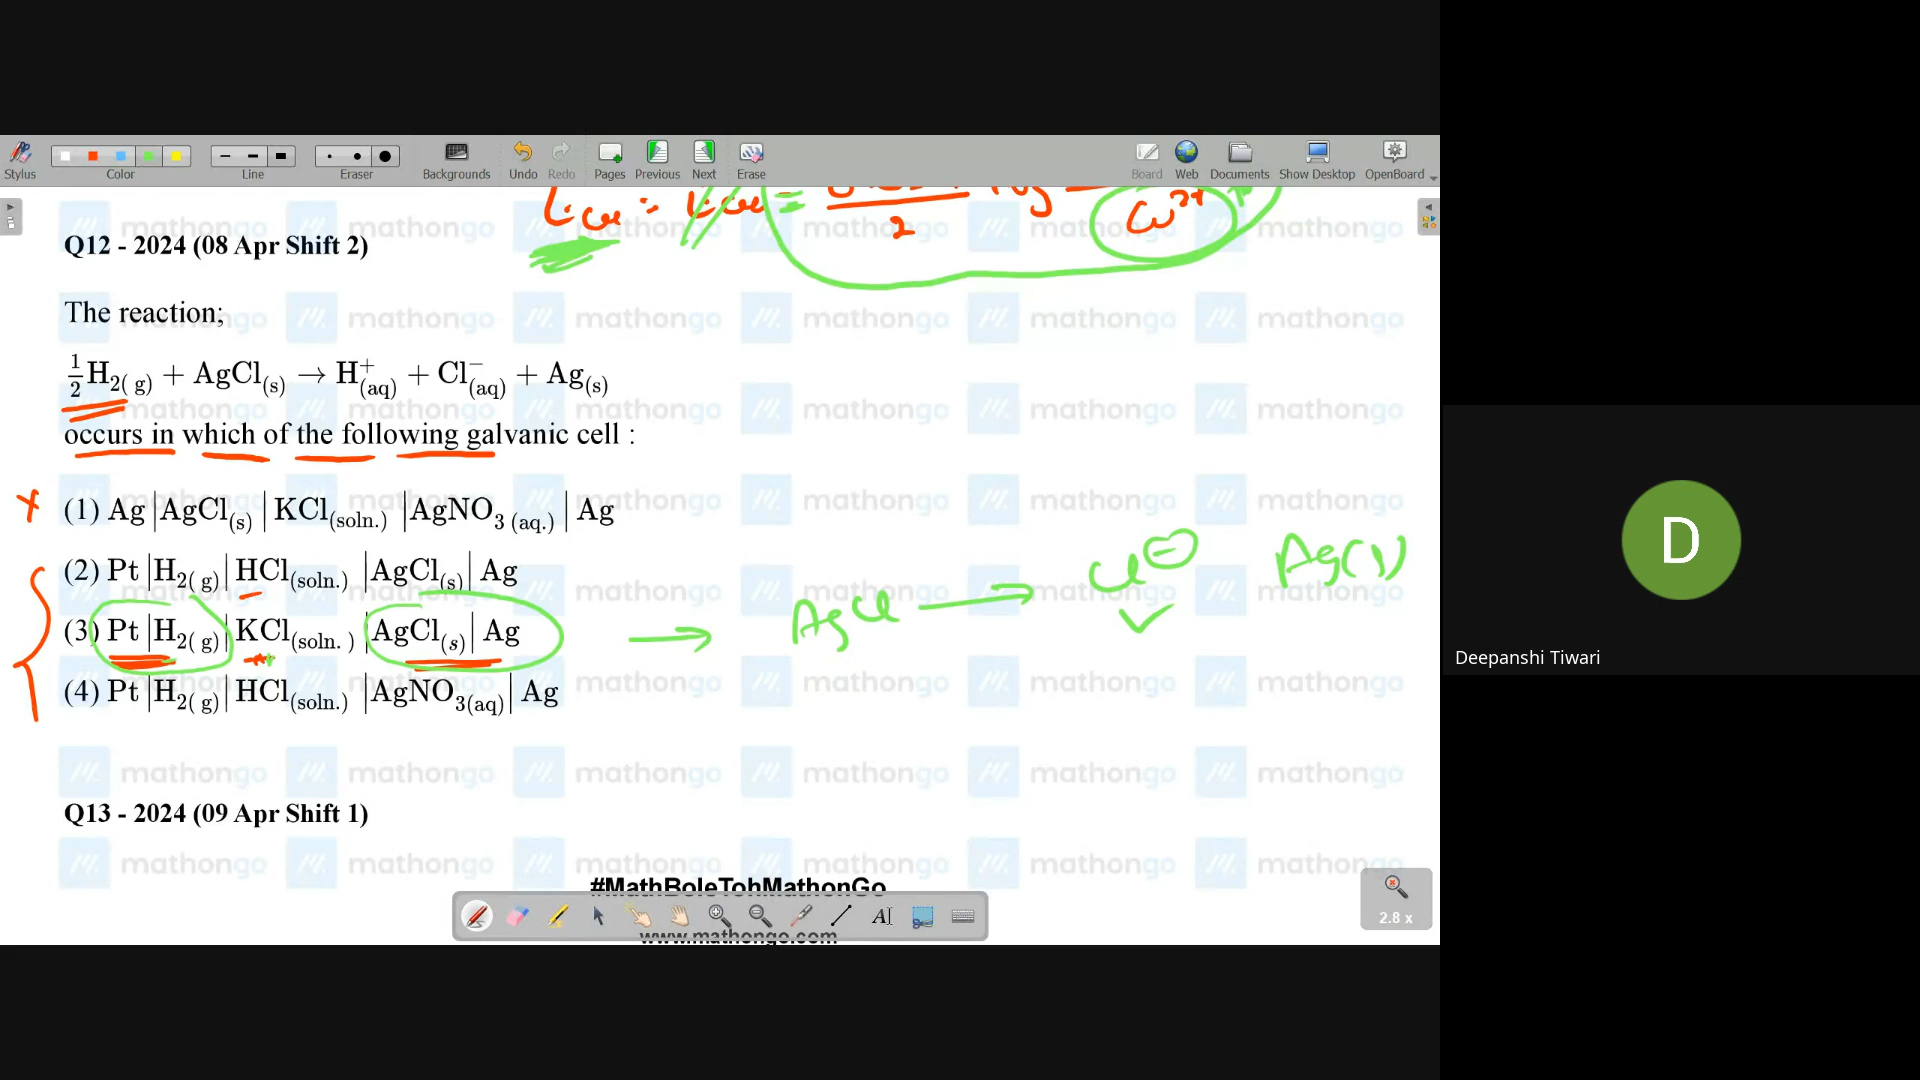 Stylus
Color
Line
Eraser
Backgrounds
Undo
Redo
Pages
Previous
Next
Erase
Board
Web
Documents
Show Desktop
OpenBoard
2
Cu²⁺
Q12 - 2024 (08 Apr Shift 2)
The reaction;
½H₂₍g₎ + AgCl₍s₎ → H⁺₍aq₎ + Cl⁻₍aq₎ + Ag₍s₎
occurs in which of the following galvanic cell :
(1) Ag |AgCl₍s₎ | KCl₍soln.₎ |AgNO₃ ₍aq.₎ | Ag
(2) Pt |H₂₍g₎| HCl₍soln.₎ |AgCl₍s₎| Ag
(3) Pt |H₂₍g₎| KCl₍soln.₎ |AgCl₍s₎| Ag
(4) Pt |H₂₍g₎| HCl₍soln.₎ |AgNO₃₍aq₎| Ag
AgCl → Cl⊖ Ag(s)
Q13 - 2024 (09 Apr Shift 1)
#MathBoleTohMathonGo
www.mathongo.com
mathongo
2.8 x
D
Deepanshi Tiwari